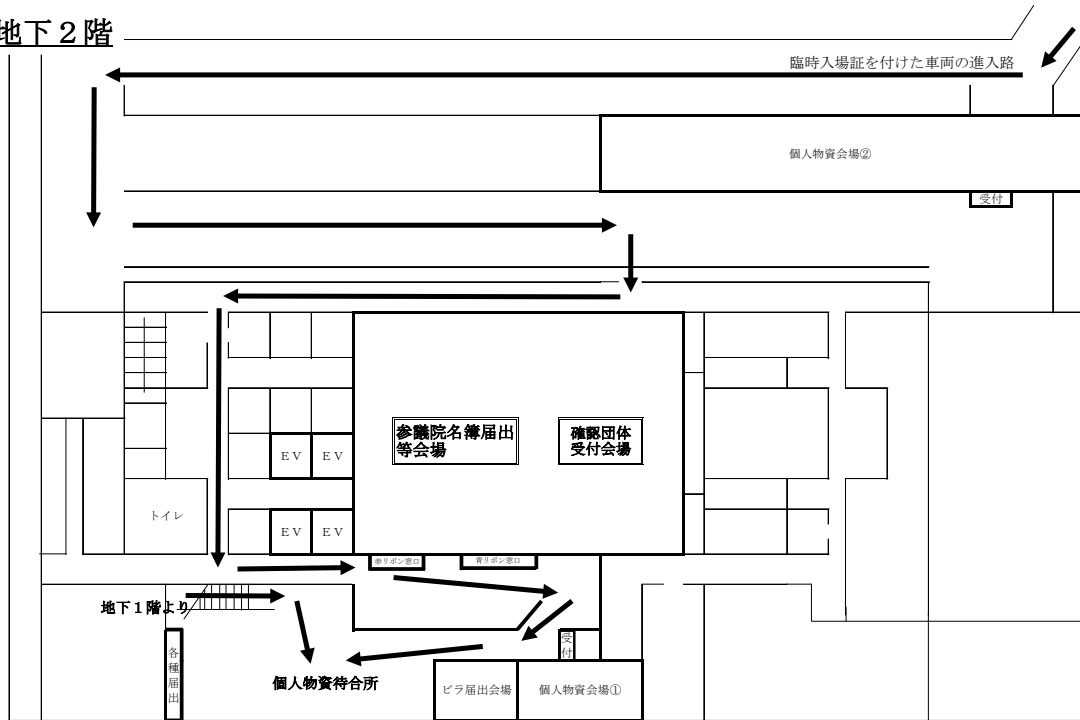 地下２階
臨時入場証を付けた車両の進入路
個人物資会場②
受付
参議院名簿届出
等会場
確認団体
受付会場
ＥＶ ＥＶ
トイレ
ＥＶ ＥＶ
赤リボン窓口
青リボン窓口
地下１階より
受付
各種届出
個人物資待合所
ビラ届出会場
個人物資会場①